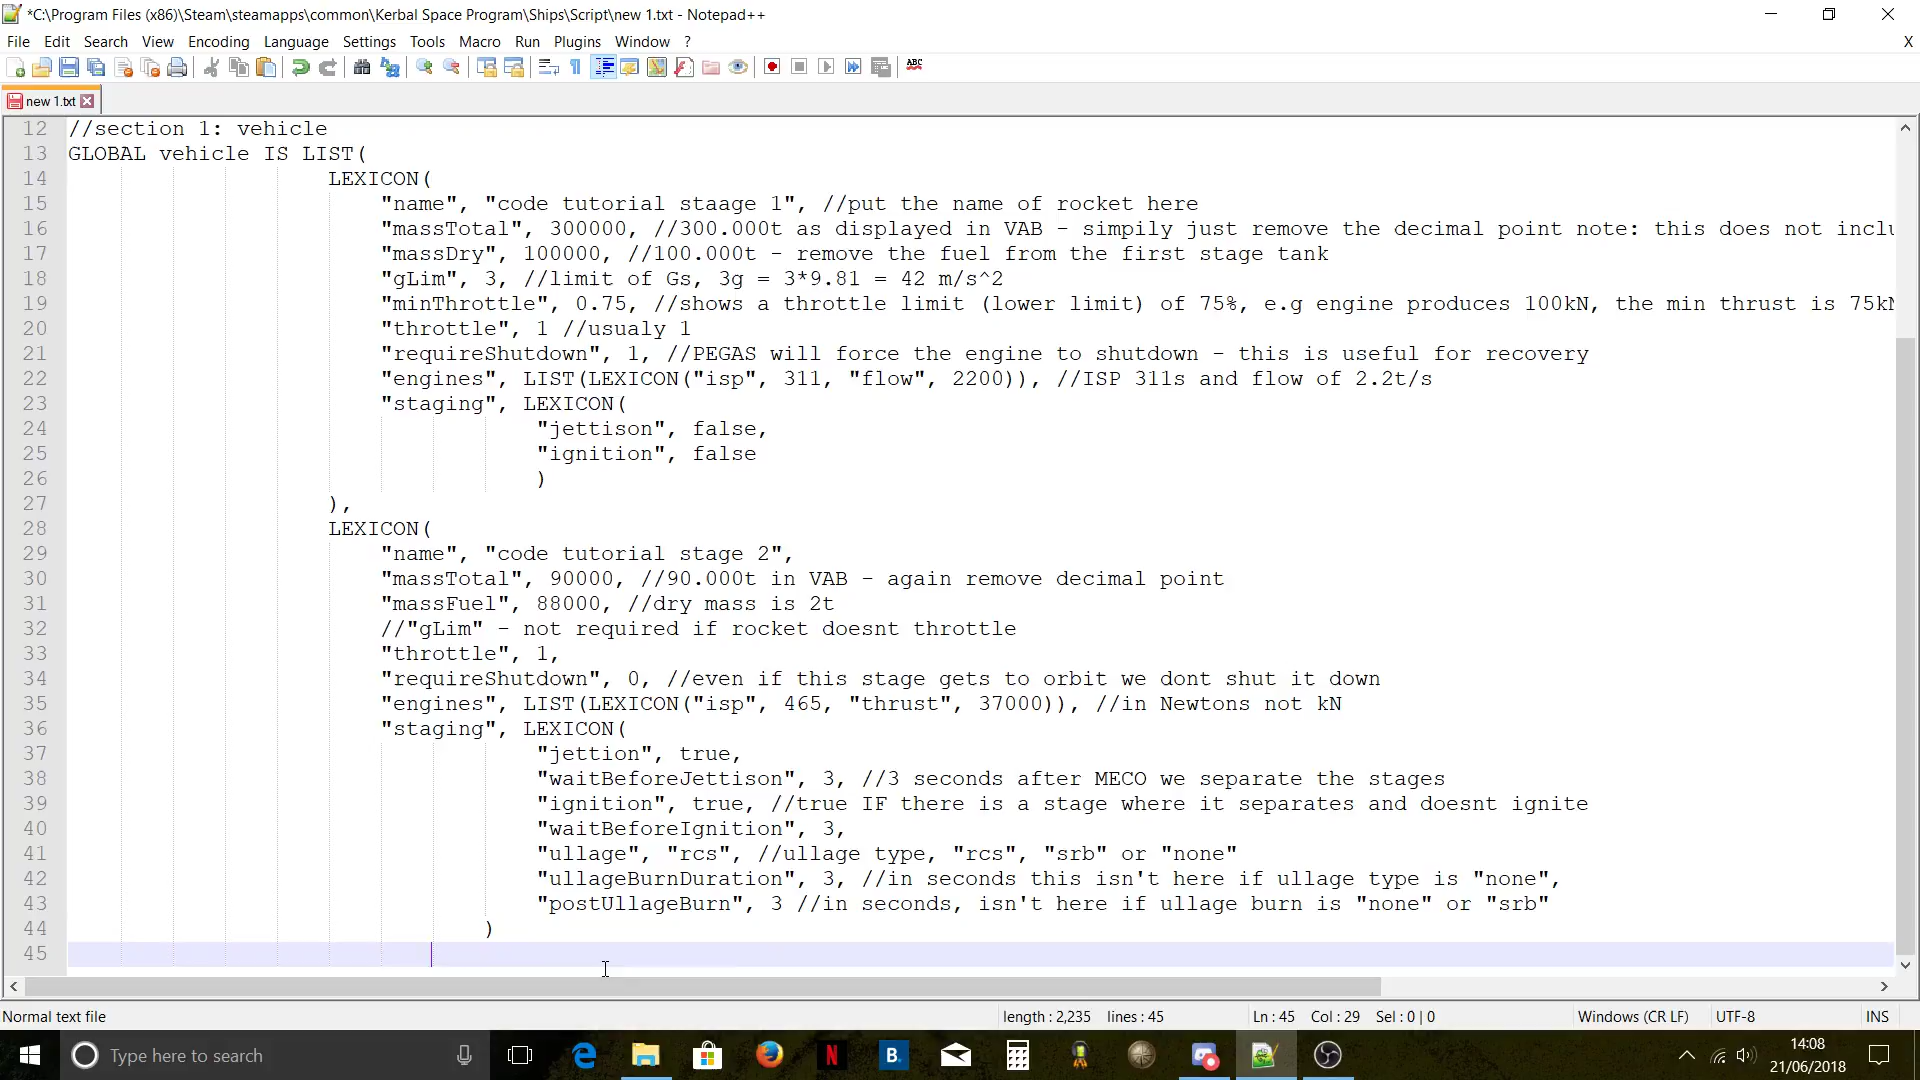 *C:\Program Files (x86)\Steam\steamapps\common\Kerbal Space Program\Ships\Script\new 1.txt - Notepad++
File Edit Search View Encoding Language Settings Tools Macro Run Plugins Window ? X
ABC
new 1.txt
12 //section 1: vehicle
13 GLOBAL vehicle IS LIST(
14 LEXICON(
15 "name", "code tutorial staage 1", //put the name of rocket here
16 "massTotal", 300000, //300.000t as displayed in VAB - simpily just remove the decimal point note: this does not inclu
17 "massDry", 100000, //100.000t - remove the fuel from the first stage tank
18 "gLim", 3, //limit of Gs, 3g = 3*9.81 = 42 m/s^2
19 "minThrottle", 0.75, //shows a throttle limit (lower limit) of 75%, e.g engine produces 100kN, the min thrust is 75kN
20 "throttle", 1 //usualy 1
21 "requireShutdown", 1, //PEGAS will force the engine to shutdown - this is useful for recovery
22 "engines", LIST(LEXICON("isp", 311, "flow", 2200)), //ISP 311s and flow of 2.2t/s
23 "staging", LEXICON(
24 "jettison", false,
25 "ignition", false
26 )
27 ),
28 LEXICON(
29 "name", "code tutorial stage 2",
30 "massTotal", 90000, //90.000t in VAB - again remove decimal point
31 "massFuel", 88000, //dry mass is 2t
32 //"gLim" - not required if rocket doesnt throttle
33 "throttle", 1,
34 "requireShutdown", 0, //even if this stage gets to orbit we dont shut it down
35 "engines", LIST(LEXICON("isp", 465, "thrust", 37000)), //in Newtons not kN
36 "staging", LEXICON(
37 "jettion", true,
38 "waitBeforeJettison", 3, //3 seconds after MECO we separate the stages
39 "ignition", true, //true IF there is a stage where it separates and doesnt ignite
40 "waitBeforeIgnition", 3,
41 "ullage", "rcs", //ullage type, "rcs", "srb" or "none"
42 "ullageBurnDuration", 3, //in seconds this isn't here if ullage type is "none",
43 "postUllageBurn", 3 //in seconds, isn't here if ullage burn is "none" or "srb"
44 )
45
Normal text file length : 2,235 lines : 45 Ln : 45 Col : 29 Sel : 0 | 0 Windows (CR LF) UTF-8 INS
Type here to search N B. 14:08
21/06/2018